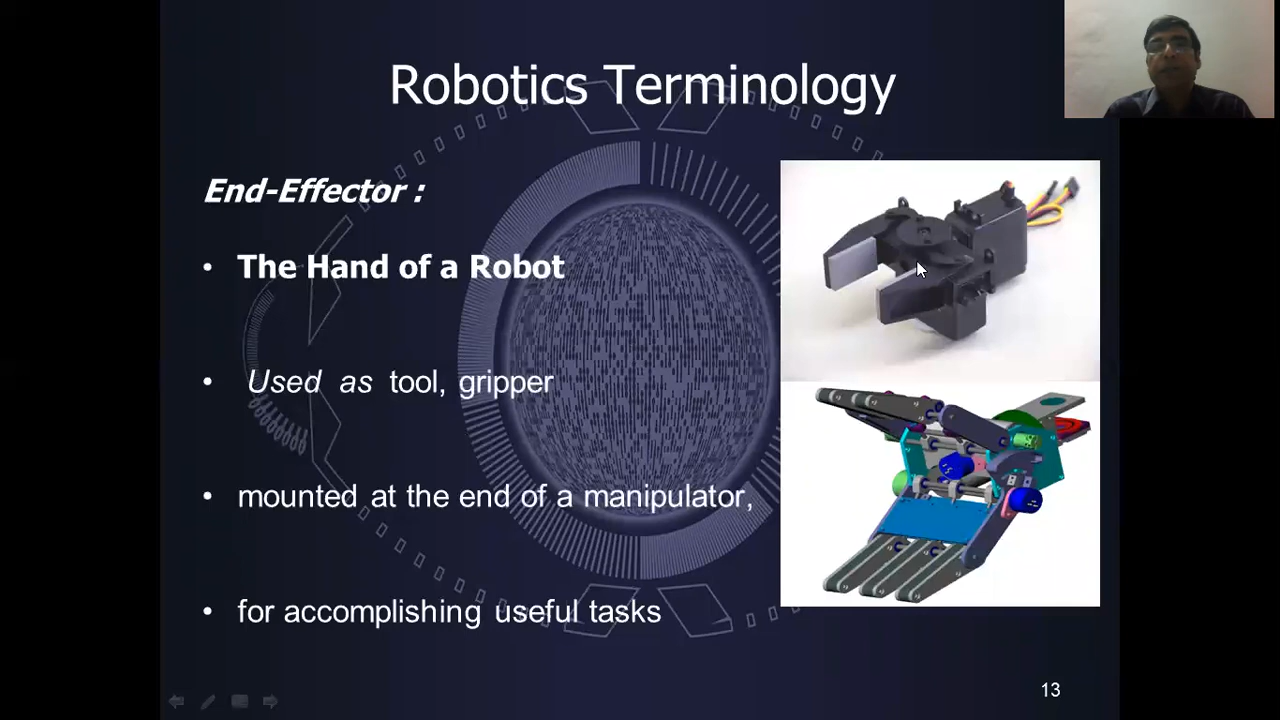 Robotics Terminology
End-Effector :
• The Hand of a Robot
• Used as tool, gripper
• mounted at the end of a manipulator,
• for accomplishing useful tasks
13